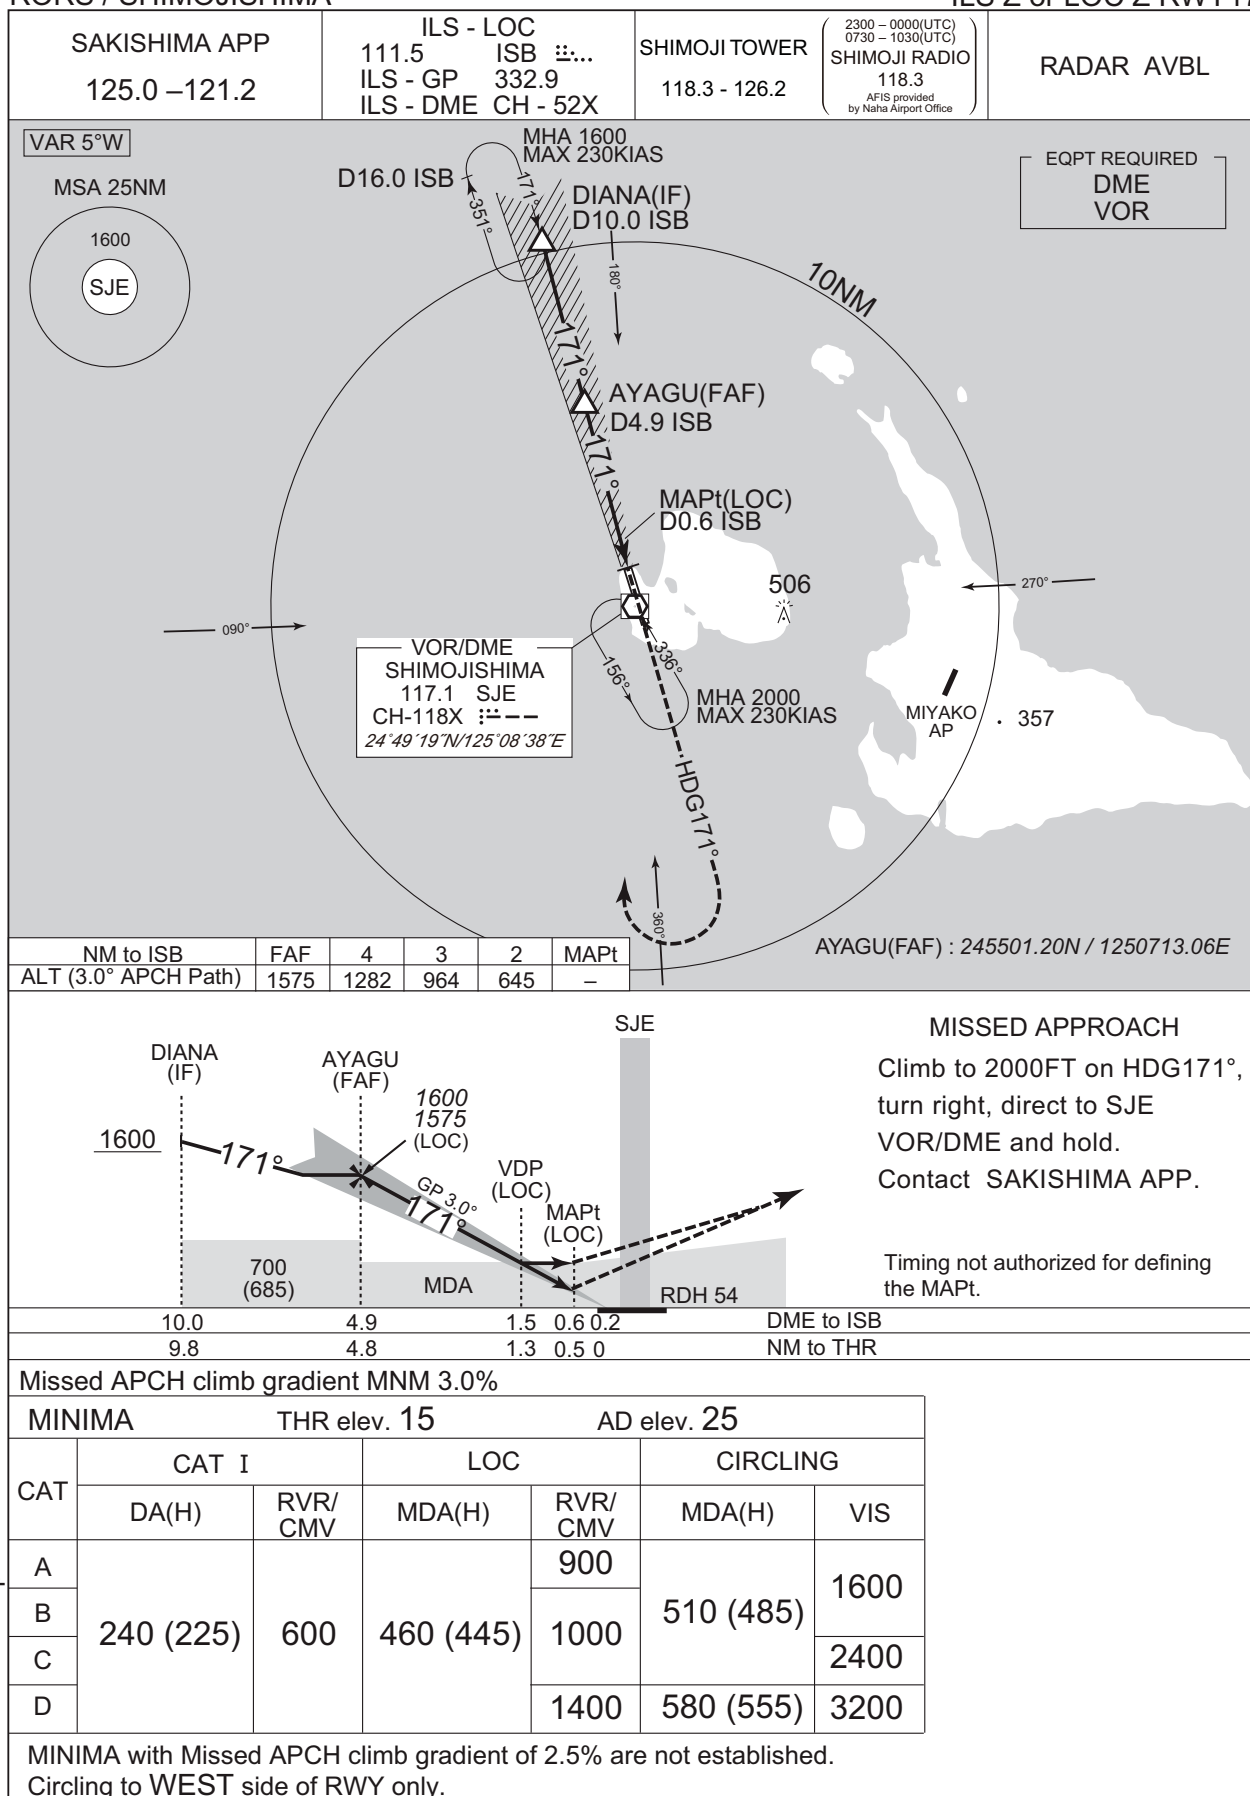 SAKISHIMA APP
125.0 –121.2
ILS - LOC
111.5 ISB
ILS - GP 332.9
ILS - DME CH - 52X
SHIMOJI TOWER
118.3 - 126.2
2300 – 0000(UTC)
0730 – 1030(UTC)
SHIMOJI RADIO
118.3
AFIS provided
by Naha Airport Office
RADAR AVBL
VAR 5°W
MSA 25NM
1600
SJE
MHA 1600
MAX 230KIAS
D16.0 ISB
171°
351°
DIANA(IF)
D10.0 ISB
EQPT REQUIRED
DME
VOR
180°
10NM
171°
AYAGU(FAF)
D4.9 ISB
171°
MAPt(LOC)
D0.6 ISB
506
270°
090°
VOR/DME
SHIMOJISHIMA
117.1 SJE
CH-118X
24°49´19˝N/125°08´38˝E
156°
336°
MHA 2000
MAX 230KIAS
MIYAKO
AP
357
HDG171°
360°
AYAGU(FAF) : 245501.20N / 1250713.06E
NM to ISB FAF 4 3 2 MAPt
ALT (3.0° APCH Path) 1575 1282 964 645 –
SJE
DIANA
(IF)
AYAGU
(FAF)
1600
1575
(LOC)
1600
171°
GP 3.0°
171°
VDP
(LOC)
MAPt
(LOC)
700
(685)
MDA
RDH 54
MISSED APPROACH
Climb to 2000FT on HDG171°,
turn right, direct to SJE
VOR/DME and hold.
Contact SAKISHIMA APP.
Timing not authorized for defining
the MAPt.
10.0 4.9 1.5 0.6 0.2 DME to ISB
9.8 4.8 1.3 0.5 0 NM to THR
Missed APCH climb gradient MNM 3.0%
MINIMA THR elev. 15 AD elev. 25
CAT CAT I LOC CIRCLING
DA(H) RVR/CMV MDA(H) RVR/CMV MDA(H) VIS
A 240 (225) 600 460 (445) 900 510 (485) 1600
B 1000
C 2400
D 1400 580 (555) 3200
MINIMA with Missed APCH climb gradient of 2.5% are not established.
Circling to WEST side of RWY only.